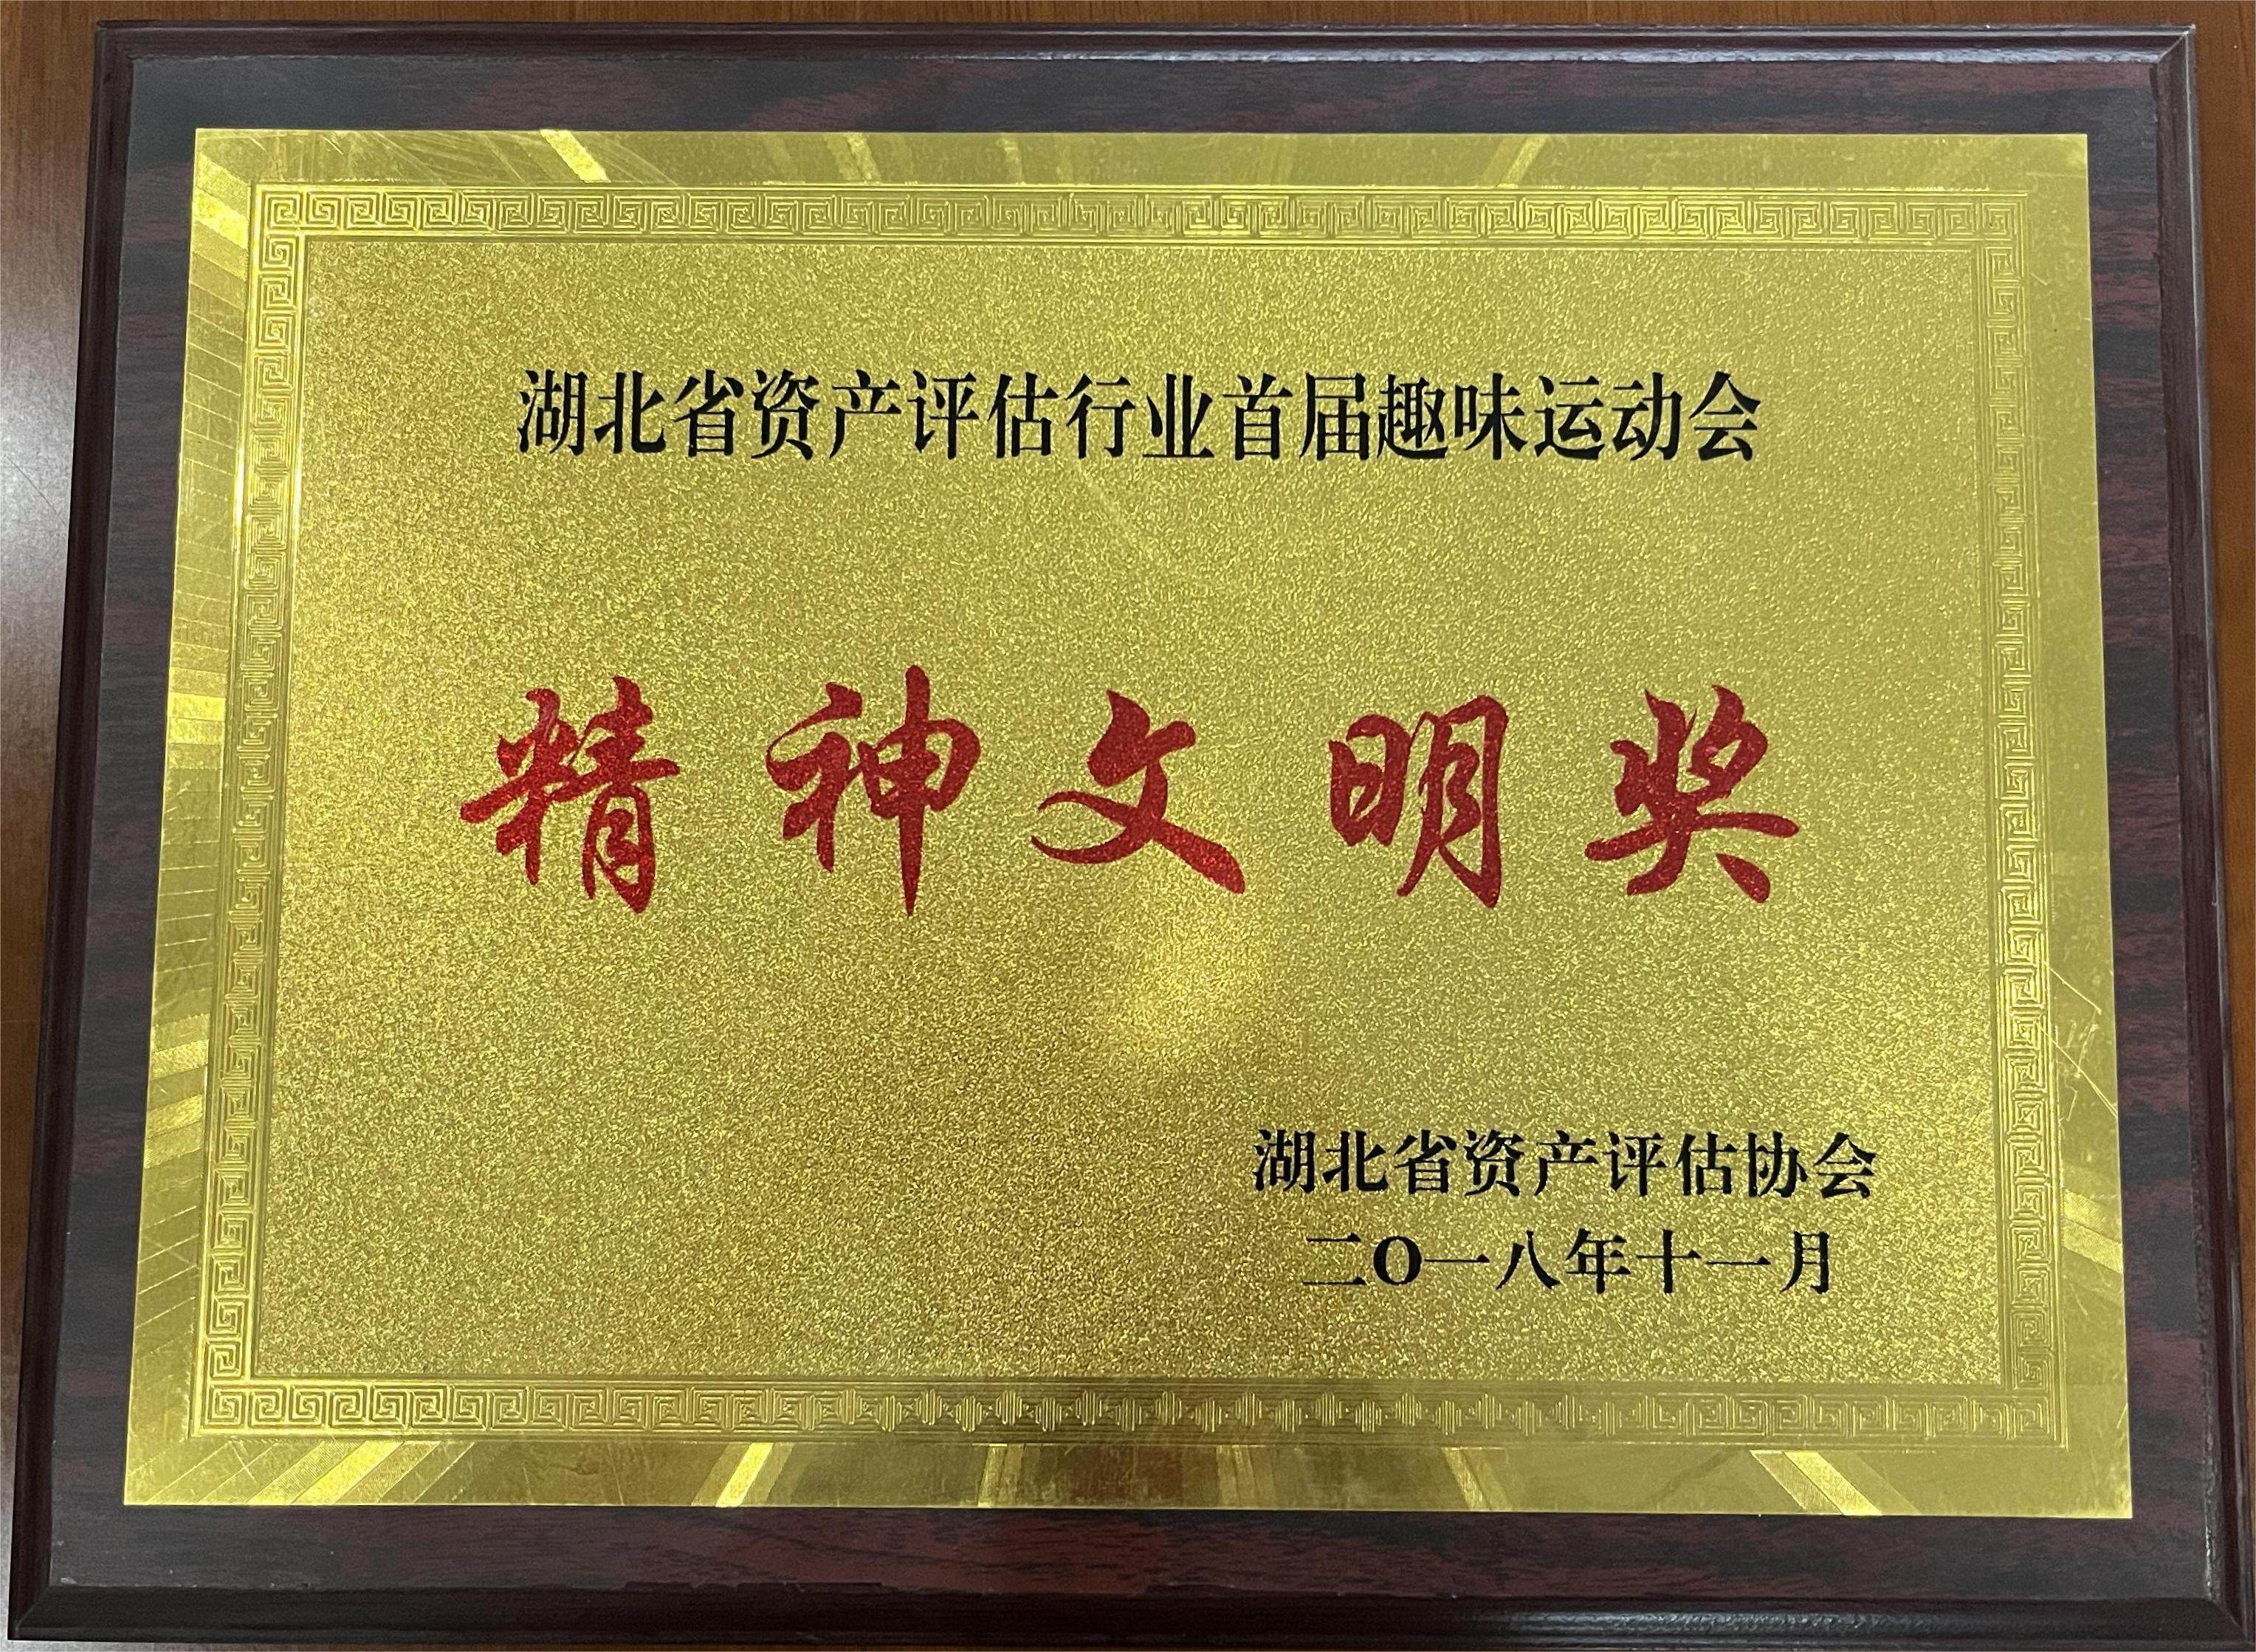 湖北省资产评估行业首届趣味运动会
精神文明奖
湖北省资产评估协会
二O一八年十一月